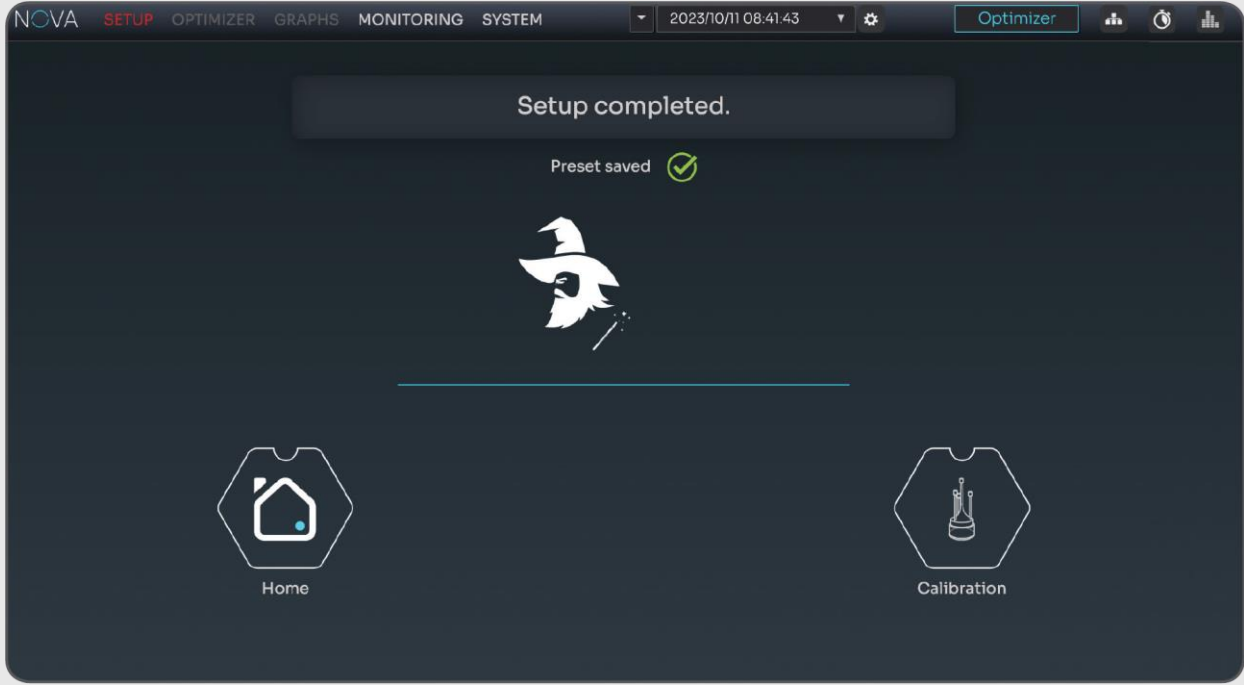 NOVA SETUP OPTIMIZER GRAPHS MONITORING SYSTEM 2023/10/11 08:41:43 Optimizer
Setup completed.
Preset saved
Home Calibration